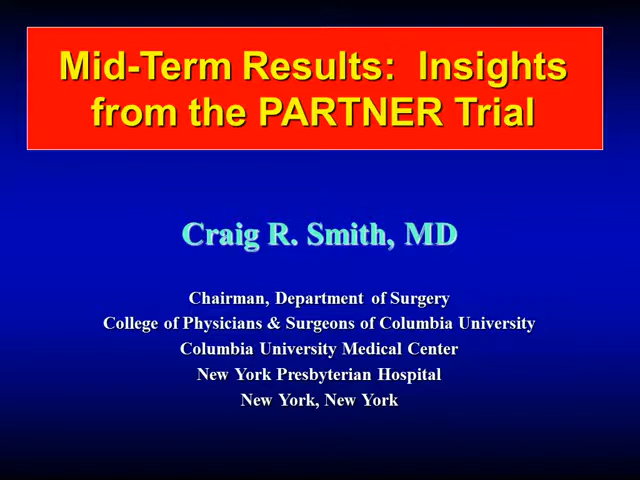 Mid-Term Results: Insights
from the PARTNER Trial
Craig R. Smith, MD
Chairman, Department of Surgery
College of Physicians & Surgeons of Columbia University
Columbia University Medical Center
New York Presbyterian Hospital
New York, New York